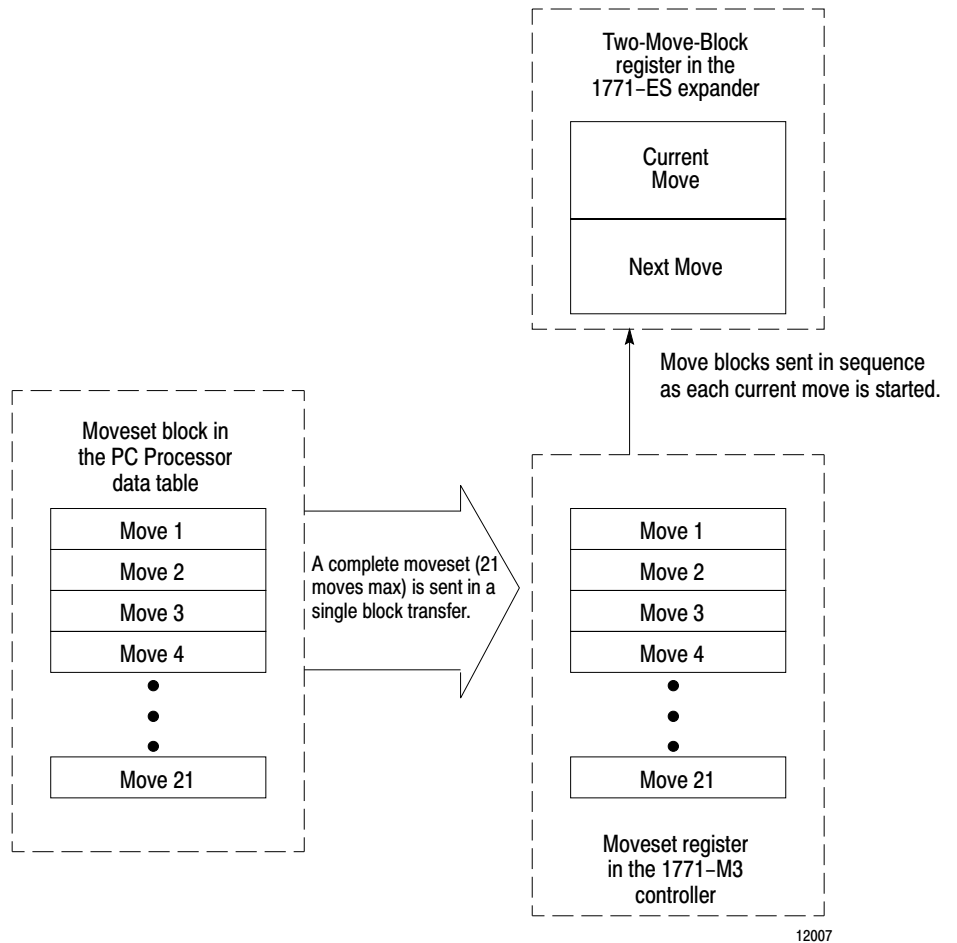 Two-Move-Block
register in the
1771–ES expander
Current
Move
Next Move
Move blocks sent in sequence
as each current move is started.
Moveset block in
the PC Processor
data table
Move 1
Move 2
Move 3
Move 4
Move 21
A complete moveset (21
moves max) is sent in a
single block transfer.
Move 1
Move 2
Move 3
Move 4
Move 21
Moveset register
in the 1771–M3
controller
12007